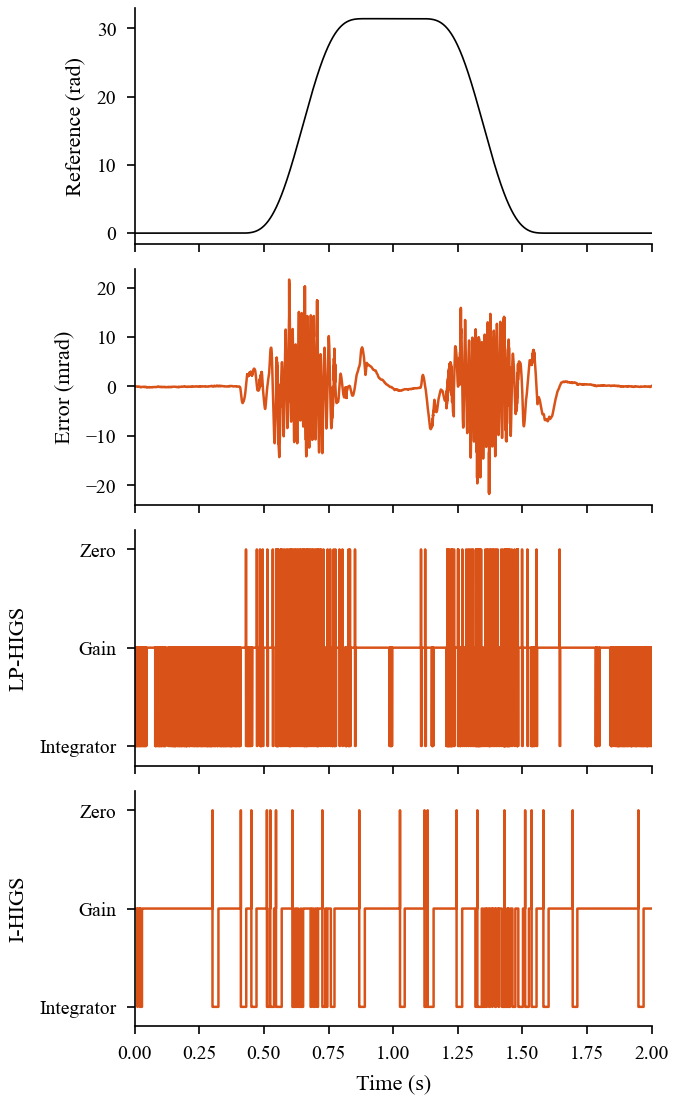 Reference (rad)
30
20
10
0
Error (mrad)
20
10
0
−10
−20
LP-HIGS
Zero
Gain
Integrator
I-HIGS
Zero
Gain
Integrator
0.00 0.25 0.50 0.75 1.00 1.25 1.50 1.75 2.00
Time (s)